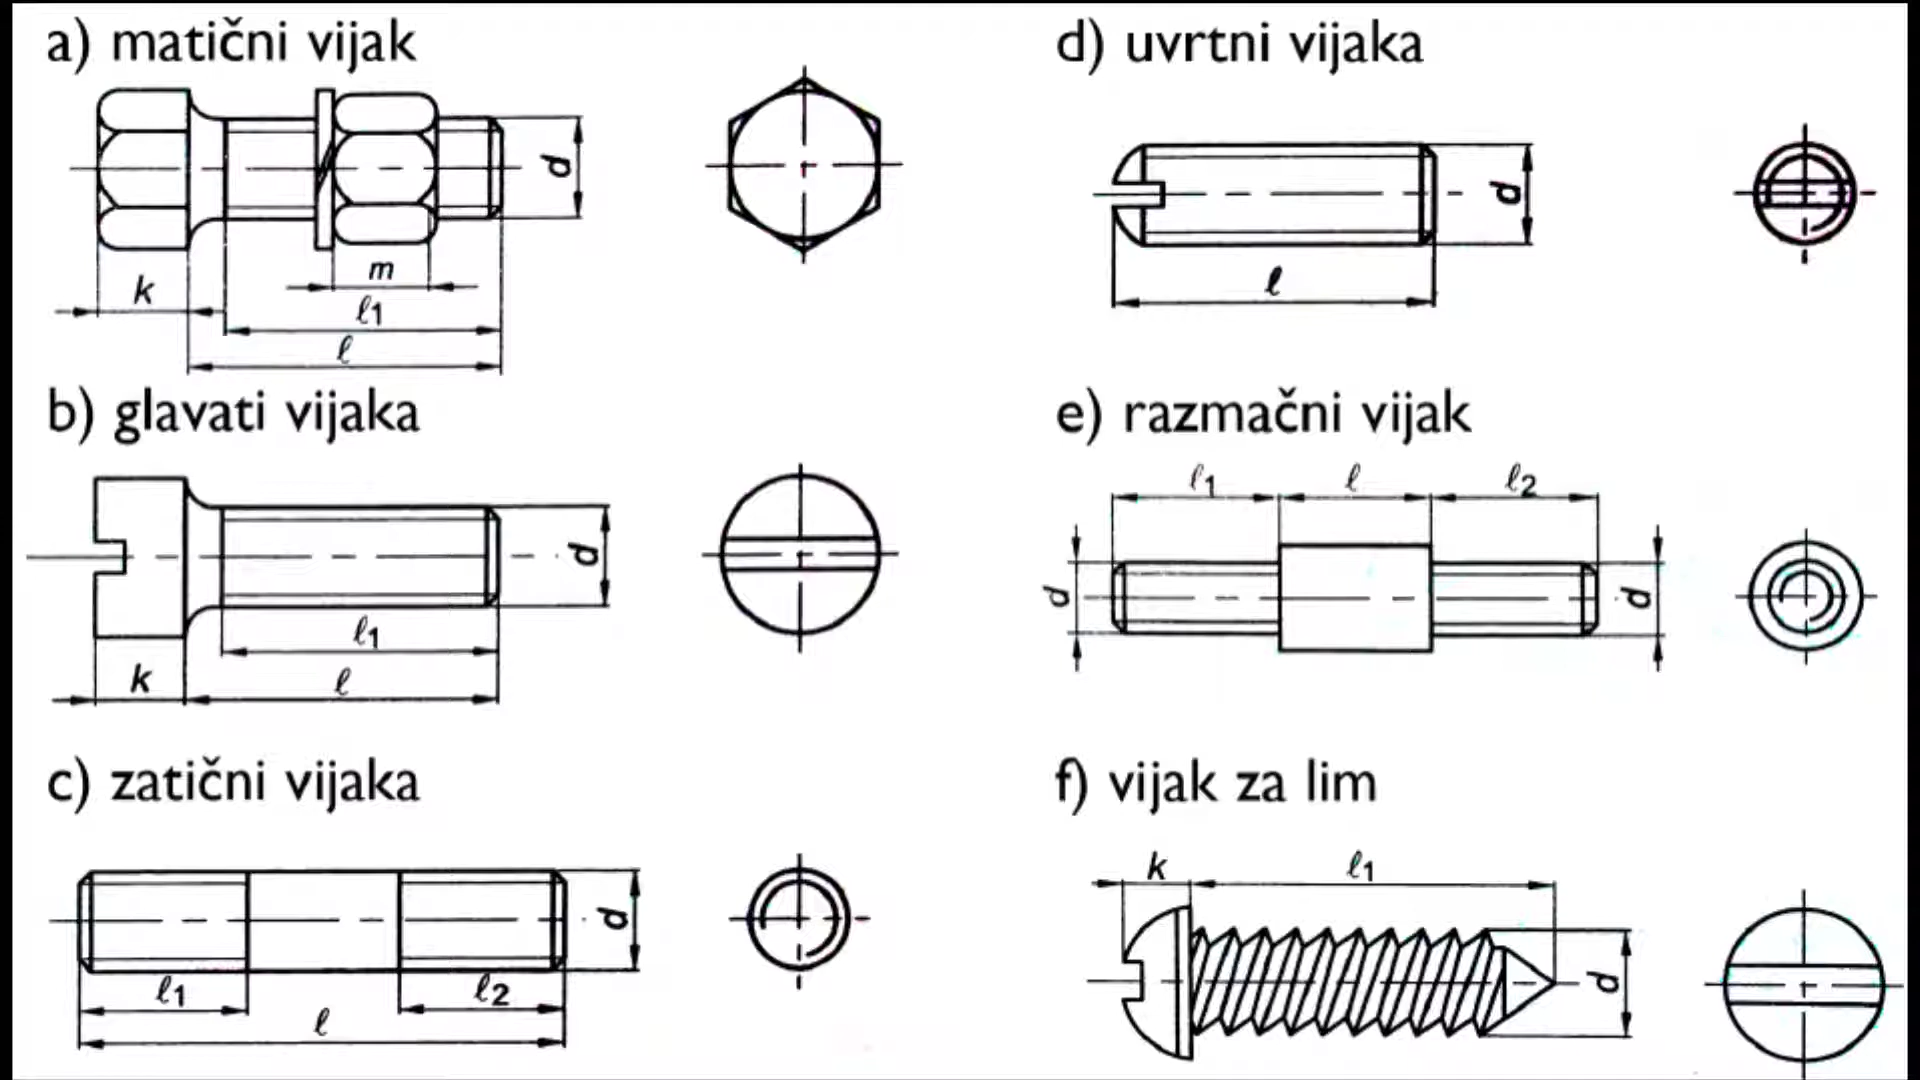 a) matični vijak
d
k
m
ℓ1
ℓ
b) glavati vijaka
d
ℓ1
k
ℓ
c) zatični vijaka
d
ℓ1
ℓ2
ℓ
d) uvrtni vijaka
d
ℓ
e) razmačni vijak
ℓ1
ℓ
ℓ2
d
d
f) vijak za lim
k
ℓ1
d